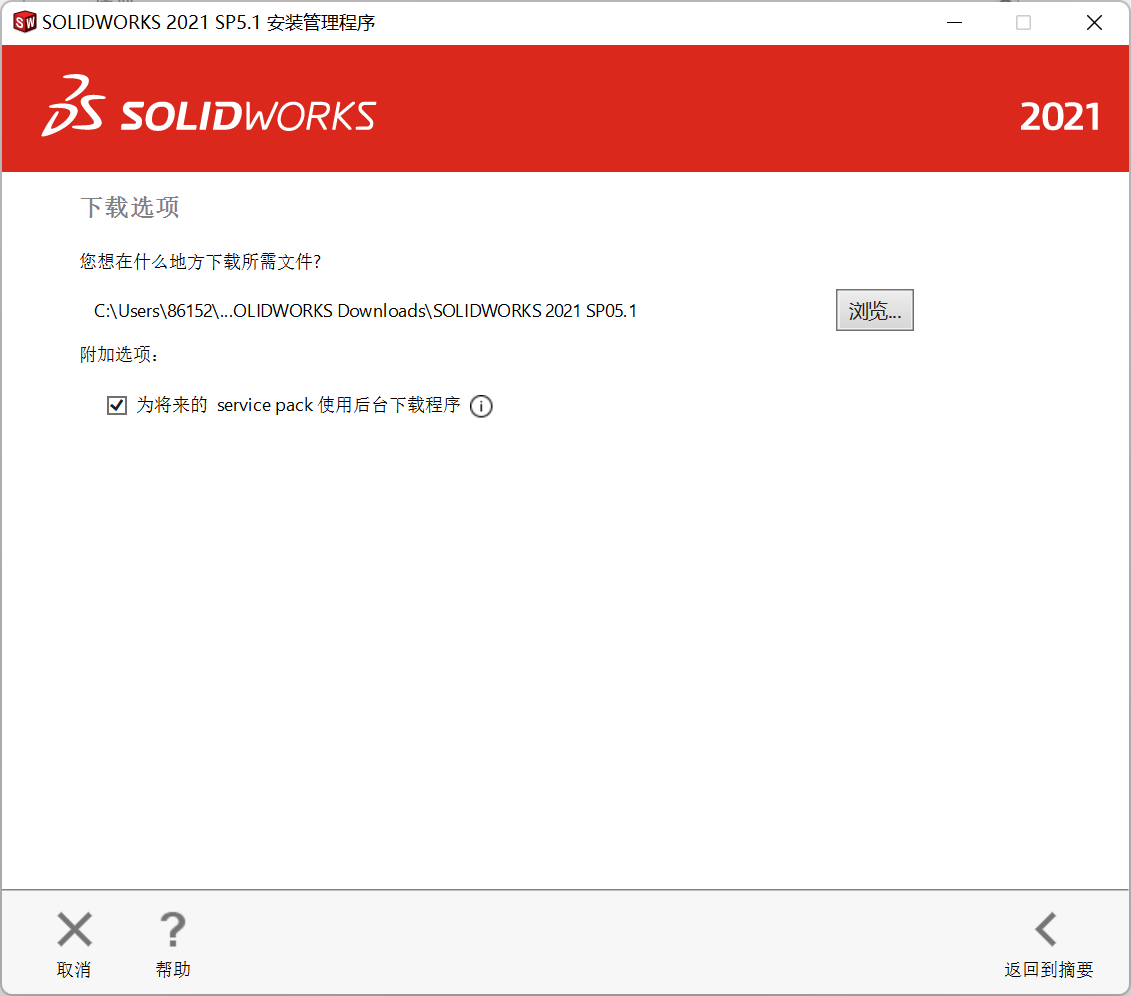 SOLIDWORKS 2021 SP5.1 安装管理程序
SOLIDWORKS
2021
下载选项
您想在什么地方下载所需文件?
C:\Users\86152\...OLIDWORKS Downloads\SOLIDWORKS 2021 SP05.1
浏览...
附加选项:
为将来的 service pack 使用后台下载程序
取消
帮助
返回到摘要